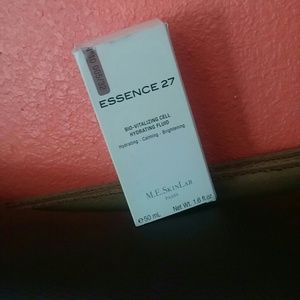 ESSENCE 27
BIO-VITALIZING CELL
HYDRATING FLUID
Hydrating . Calming . Brightening
M.E.SKINLAB
PARIS
℮50 mL Net Wt. 1.6 fl.oz